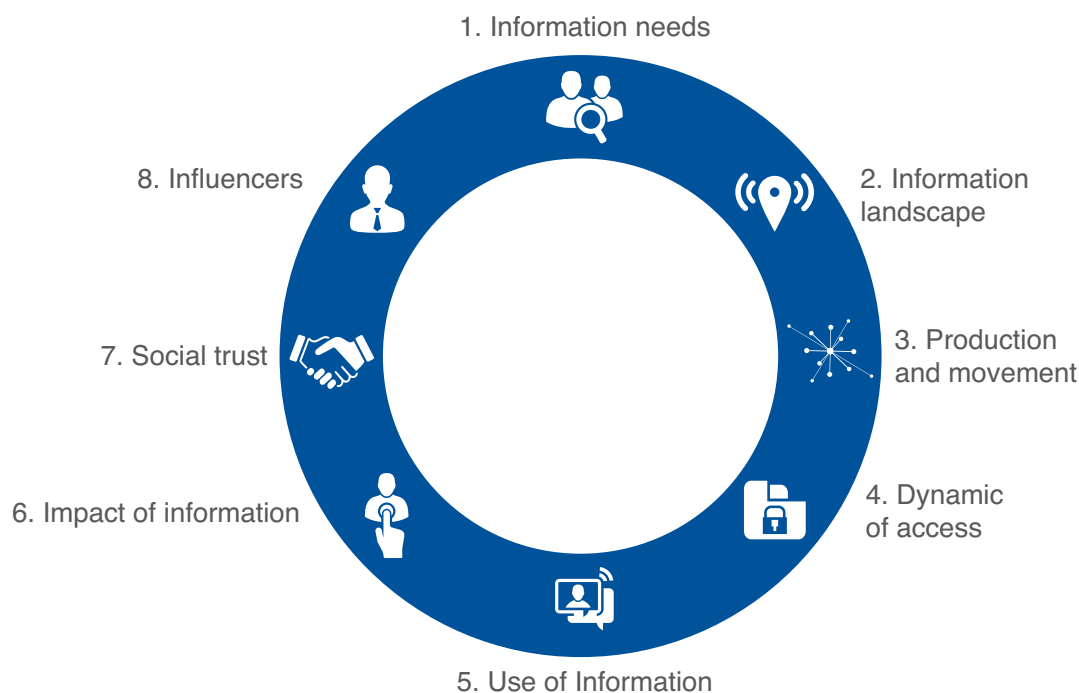 1. Information needs
2. Information
landscape
3. Production
and movement
4. Dynamic
of access
5. Use of Information
6. Impact of information
7. Social trust
8. Influencers